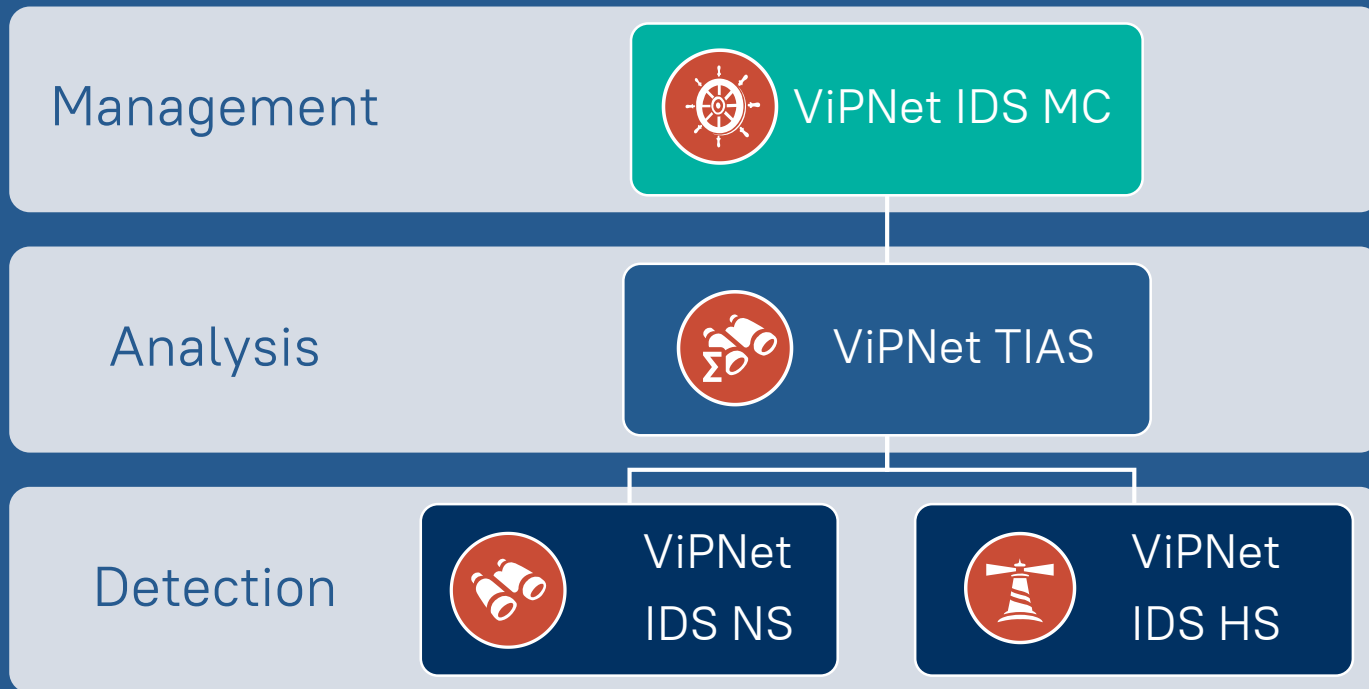 Management
ViPNet IDS MC
Analysis
Σ
ViPNet TIAS
Detection
ViPNet
IDS NS
ViPNet
IDS HS